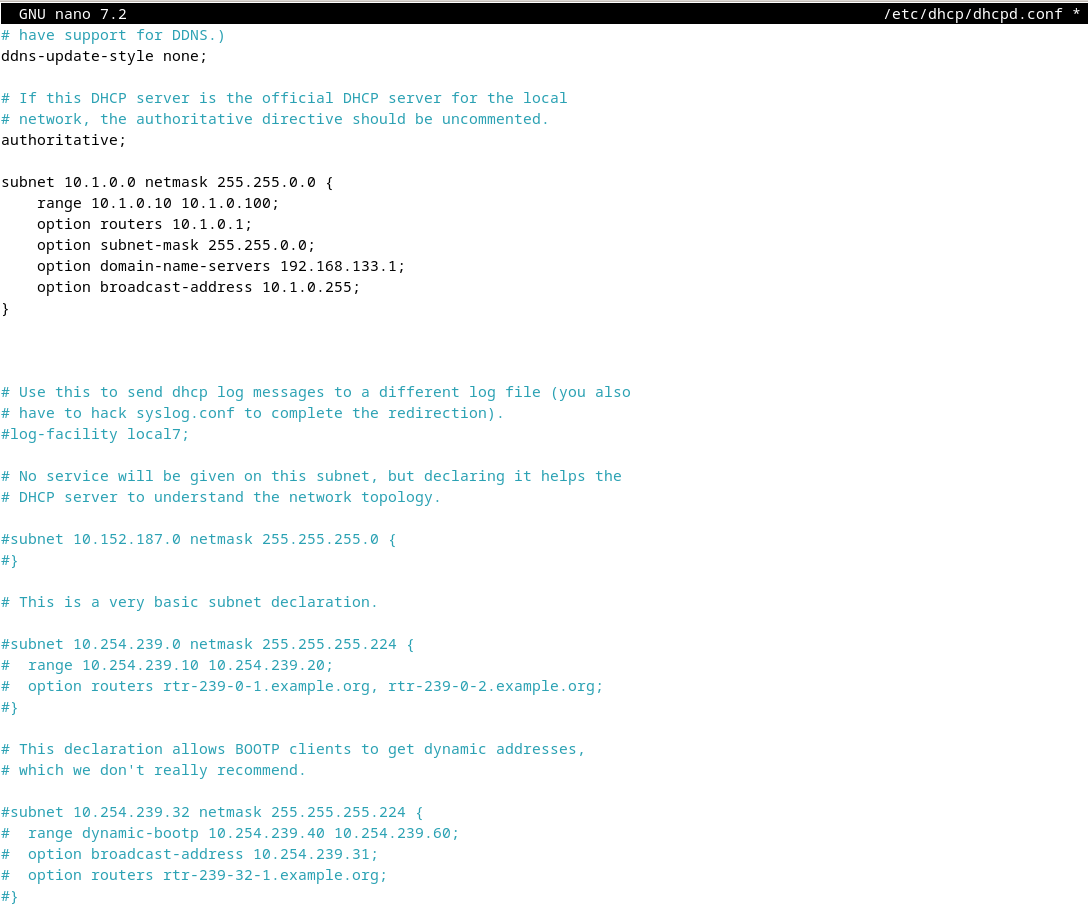 GNU nano 7.2 /etc/dhcp/dhcpd.conf *
# have support for DDNS.)
ddns-update-style none;
# If this DHCP server is the official DHCP server for the local
# network, the authoritative directive should be uncommented.
authoritative;
subnet 10.1.0.0 netmask 255.255.0.0 {
    range 10.1.0.10 10.1.0.100;
    option routers 10.1.0.1;
    option subnet-mask 255.255.0.0;
    option domain-name-servers 192.168.133.1;
    option broadcast-address 10.1.0.255;
}
# Use this to send dhcp log messages to a different log file (you also
# have to hack syslog.conf to complete the redirection).
#log-facility local7;
# No service will be given on this subnet, but declaring it helps the
# DHCP server to understand the network topology.
#subnet 10.152.187.0 netmask 255.255.255.0 {
#}
# This is a very basic subnet declaration.
#subnet 10.254.239.0 netmask 255.255.255.224 {
#  range 10.254.239.10 10.254.239.20;
#  option routers rtr-239-0-1.example.org, rtr-239-0-2.example.org;
#}
# This declaration allows BOOTP clients to get dynamic addresses,
# which we don't really recommend.
#subnet 10.254.239.32 netmask 255.255.255.224 {
#  range dynamic-bootp 10.254.239.40 10.254.239.60;
#  option broadcast-address 10.254.239.31;
#  option routers rtr-239-32-1.example.org;
#}